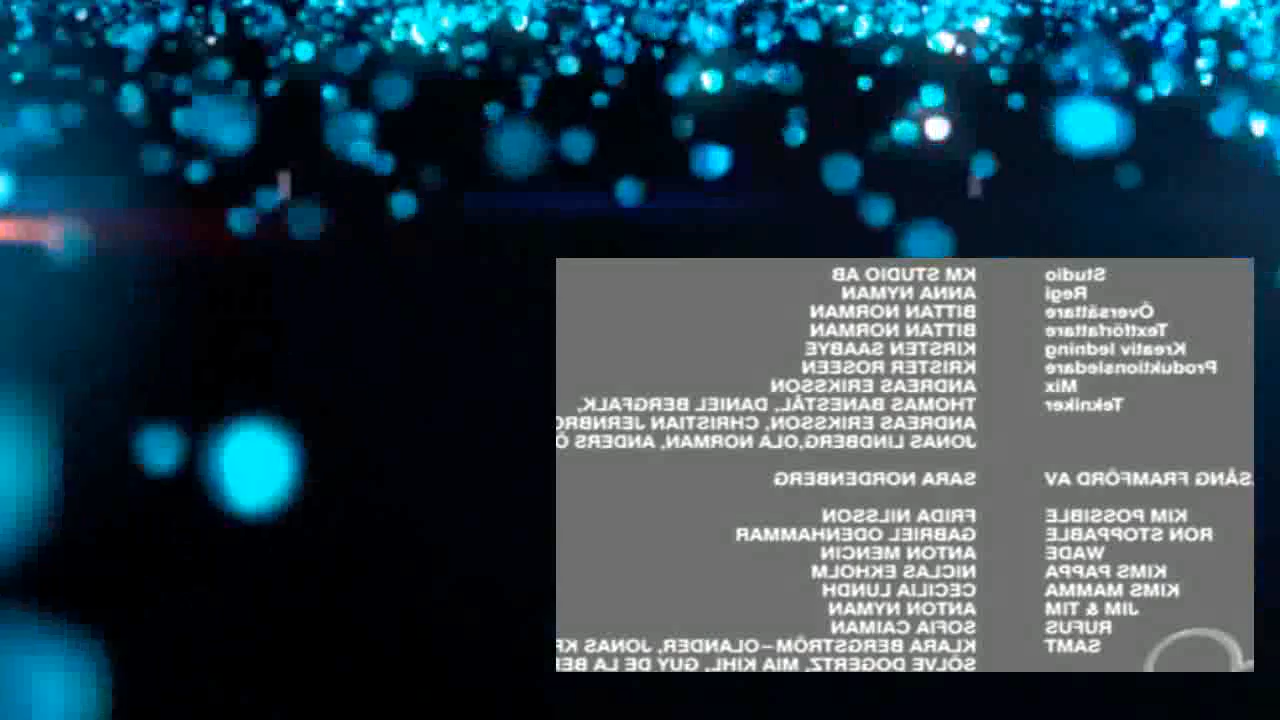 Studio KM STUDIO AB
Regi ANNA NYMAN
Översättare BITTAN NORMAN
Textförfattare BITTAN NORMAN
Kreativ ledning KIRSTEN SAABYE
Produktionsledare KRISTER ROSEEN
Mix ANDREAS ERIKSSON
Tekniker THOMAS BANESTÅL, DANIEL BERGFALK,
ANDREAS ERIKSSON, CHRISTIAN JERNBRO
JONAS LINDBERG,OLA NORMAN, ANDERS Ö
SÅNG FRAMFÖRD AV SARA NORDENBERG
KIM POSSIBLE FRIDA NILSSON
RON STOPPABLE GABRIEL ODENHAMMAR
WADE ANTON MENCIN
KIMS PAPPA NICLAS EKHOLM
KIMS MAMMA CECILIA LUNDH
JIM & TIM ANTON NYMAN
RUFUS SOFIA CAIMAN
SAMT KLARA BERGSTRÖM-OLANDER, JONAS KR
SÖLVE DOGERTZ, MIA KIHL, GUY DE LA BER